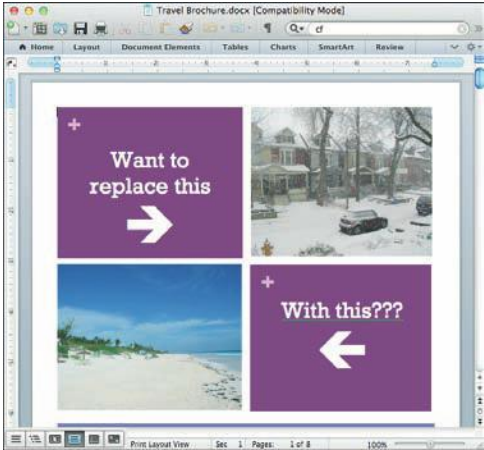 Travel Brochure.docx [Compatibility Mode]
cf
Home Layout Document Elements Tables Charts SmartArt Review
+
Want to
replace this
+
With this???
Print Layout View Sec 1 Pages: 1 of 8 100%